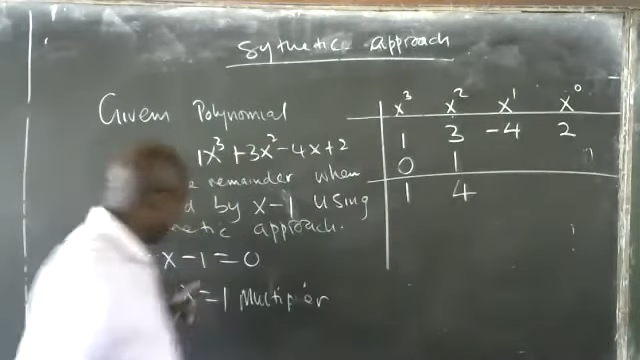 Sythetic approach
Given Polynomial
1x³ + 3x² - 4x + 2
remainder when
by x - 1 using
approach.
x - 1 = 0
x = 1 Multiplier
x³ x² x¹ x⁰
1 3 -4 2
0 1
1 4